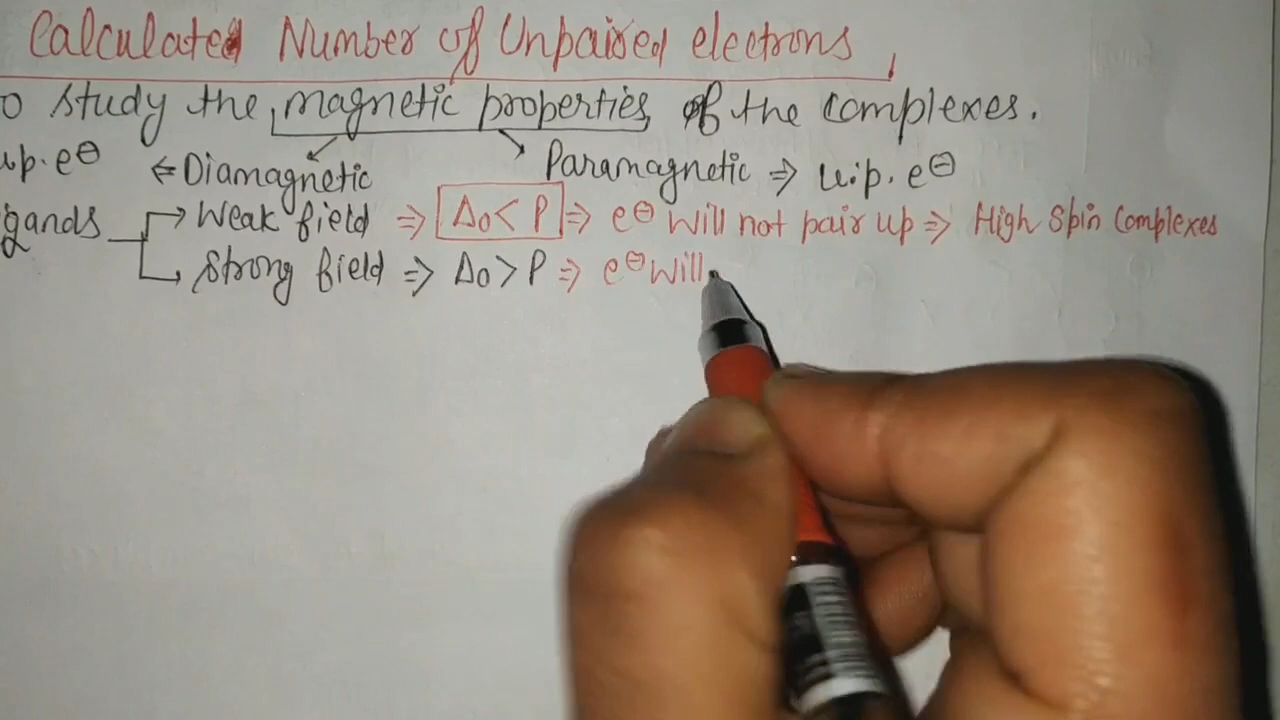 Calculated Number of Unpaired electrons,
o study the magnetic properties of the complexes.
up. e⊖ ⇐ Diamagnetic Paramagnetic ⇒ u.p. e⊖
gands → Weak field ⇒ Δo < P ⇒ e⊖ will not pair up ⇒ High Spin Complexes
→ Strong field ⇒ Δo > P ⇒ e⊖ will